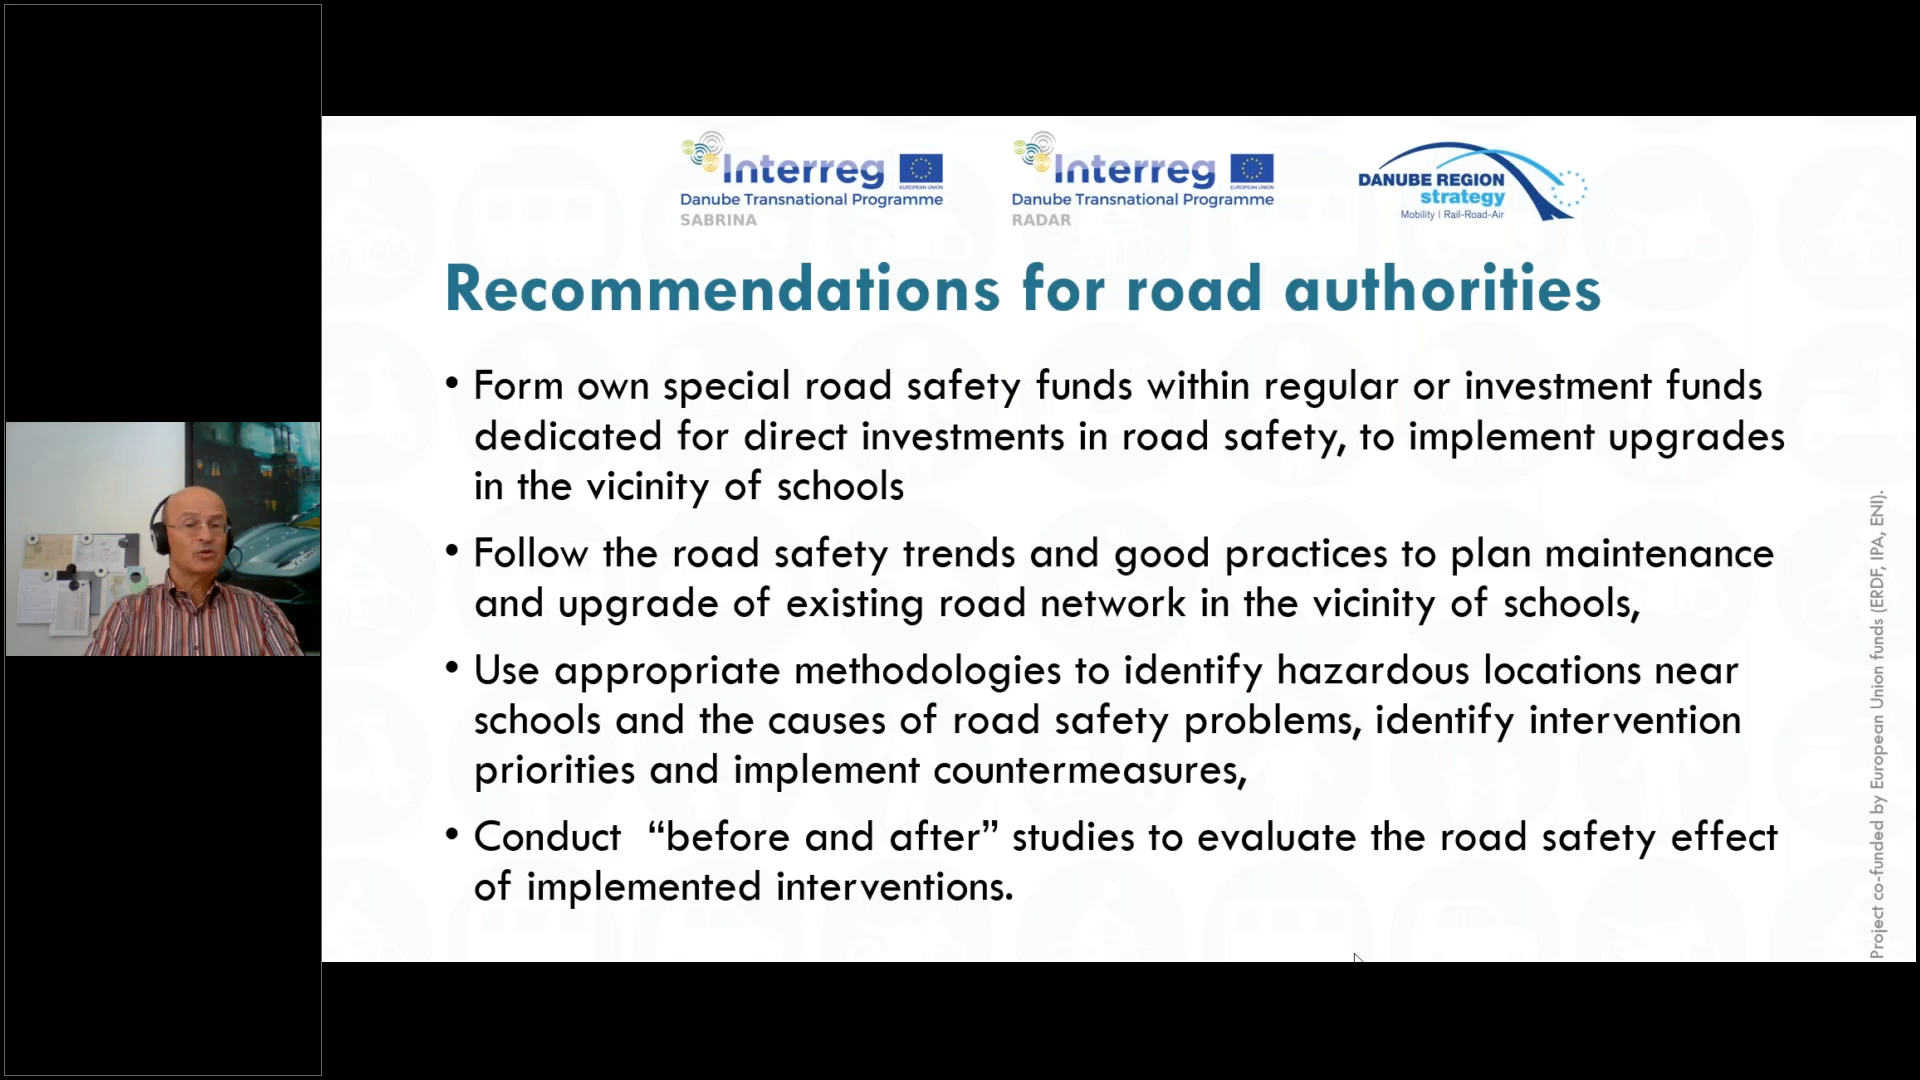 Interreg
EUROPEAN UNION
Danube Transnational Programme
SABRINA
Interreg
EUROPEAN UNION
Danube Transnational Programme
RADAR
DANUBE REGION
strategy
Mobility | Rail-Road-Air
Recommendations for road authorities
• Form own special road safety funds within regular or investment funds
dedicated for direct investments in road safety, to implement upgrades
in the vicinity of schools
• Follow the road safety trends and good practices to plan maintenance
and upgrade of existing road network in the vicinity of schools,
• Use appropriate methodologies to identify hazardous locations near
schools and the causes of road safety problems, identify intervention
priorities and implement countermeasures,
• Conduct  “before and after” studies to evaluate the road safety effect
of implemented interventions.
Project co-funded by European Union funds (ERDF, IPA, ENI).